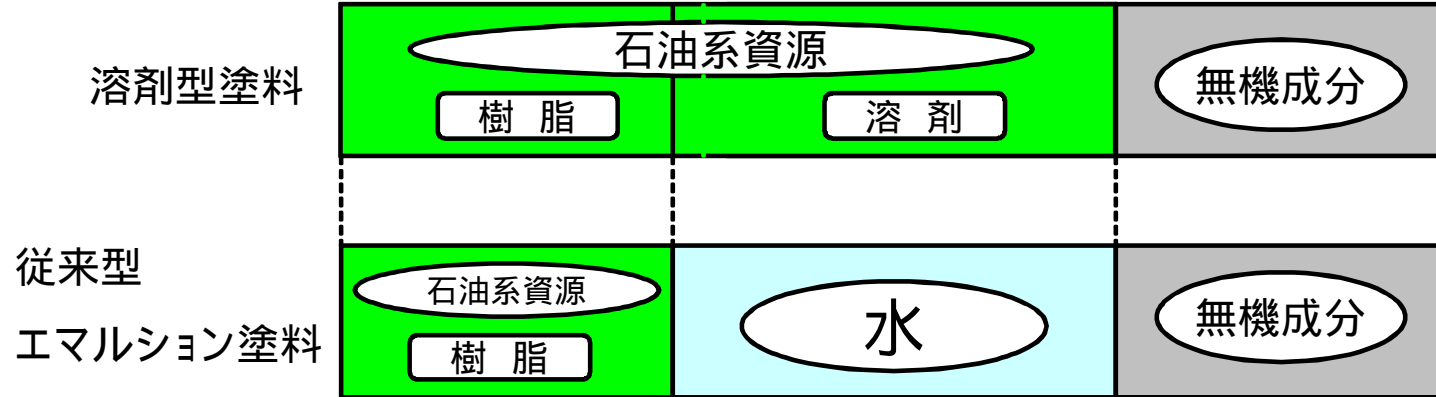 溶剤型塗料
石油系資源
樹 脂
溶 剤
無機成分
従来型
エマルション塗料
石油系資源
樹 脂
水
無機成分